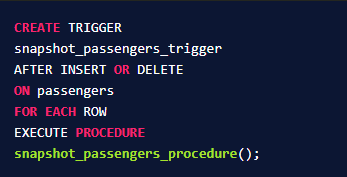 CREATE TRIGGER
snapshot_passengers_trigger
AFTER INSERT OR DELETE
ON passengers
FOR EACH ROW
EXECUTE PROCEDURE
snapshot_passengers_procedure();